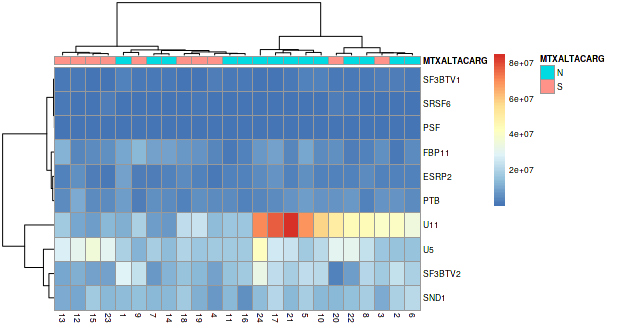 MTXALTACARG
SF3BTV1
SRSF6
PSF
FBP11
ESRP2
PTB
U11
U5
SF3BTV2
SND1
13 12 15 23 1 9 7 14 18 19 4 11 16 24 17 21 5 10 20 22 8 3 2 6
8e+07
6e+07
4e+07
2e+07
MTXALTACARG
N
S